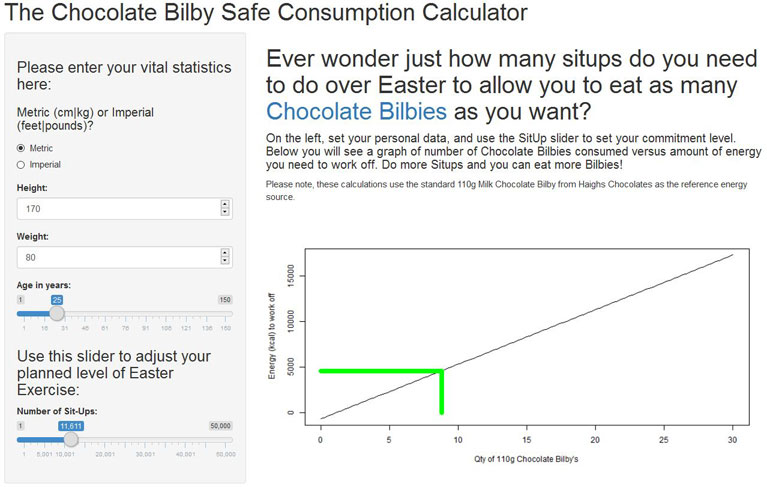 The Chocolate Bilby Safe Consumption Calculator
Please enter your vital statistics
here:
Metric (cm|kg) or Imperial
(feet|pounds)?
Metric
Imperial
Height:
170
Weight:
80
Age in years:
1 25 150
1 16 31 46 61 76 91 106 121 136 150
Use this slider to adjust your
planned level of Easter
Exercise:
Number of Sit-Ups:
1 11,611 50,000
1 5,001 10,001 20,001 30,001 40,001 50,000
Ever wonder just how many situps do you need
to do over Easter to allow you to eat as many
Chocolate Bilbies as you want?
On the left, set your personal data, and use the SitUp slider to set your commitment level.
Below you will see a graph of number of Chocolate Bilbies consumed versus amount of energy
you need to work off. Do more Situps and you can eat more Bilbies!
Please note, these calculations use the standard 110g Milk Chocolate Bilby from Haighs Chocolates as the reference energy
source.
Energy (kcal) to work off
15000
10000
5000
0
0 5 10 15 20 25 30
Qty of 110g Chocolate Bilby's